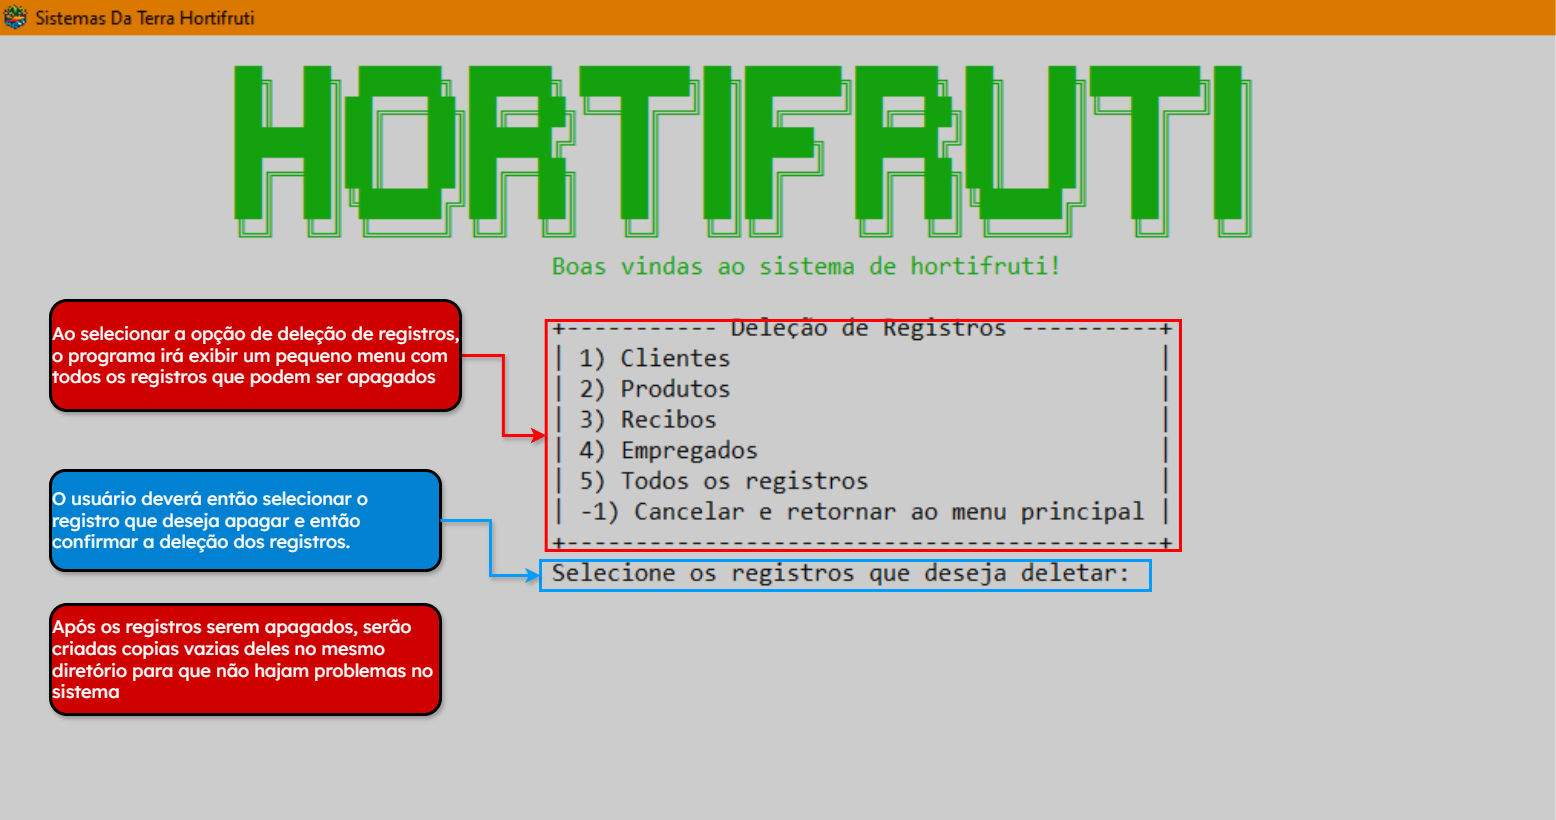 Sistemas Da Terra Hortifruti
HORTIFRUTI
Boas vindas ao sistema de hortifruti!
Ao selecionar a opção de deleção de registros,
o programa irá exibir um pequeno menu com
todos os registros que podem ser apagados
+----------- Deleção de Registros ----------+
| 1) Clientes |
| 2) Produtos |
| 3) Recibos |
| 4) Empregados |
| 5) Todos os registros |
| -1) Cancelar e retornar ao menu principal |
+-------------------------------------------+
O usuário deverá então selecionar o
registro que deseja apagar e então
confirmar a deleção dos registros.
Selecione os registros que deseja deletar:
Após os registros serem apagados, serão
criadas copias vazias deles no mesmo
diretório para que não hajam problemas no
sistema